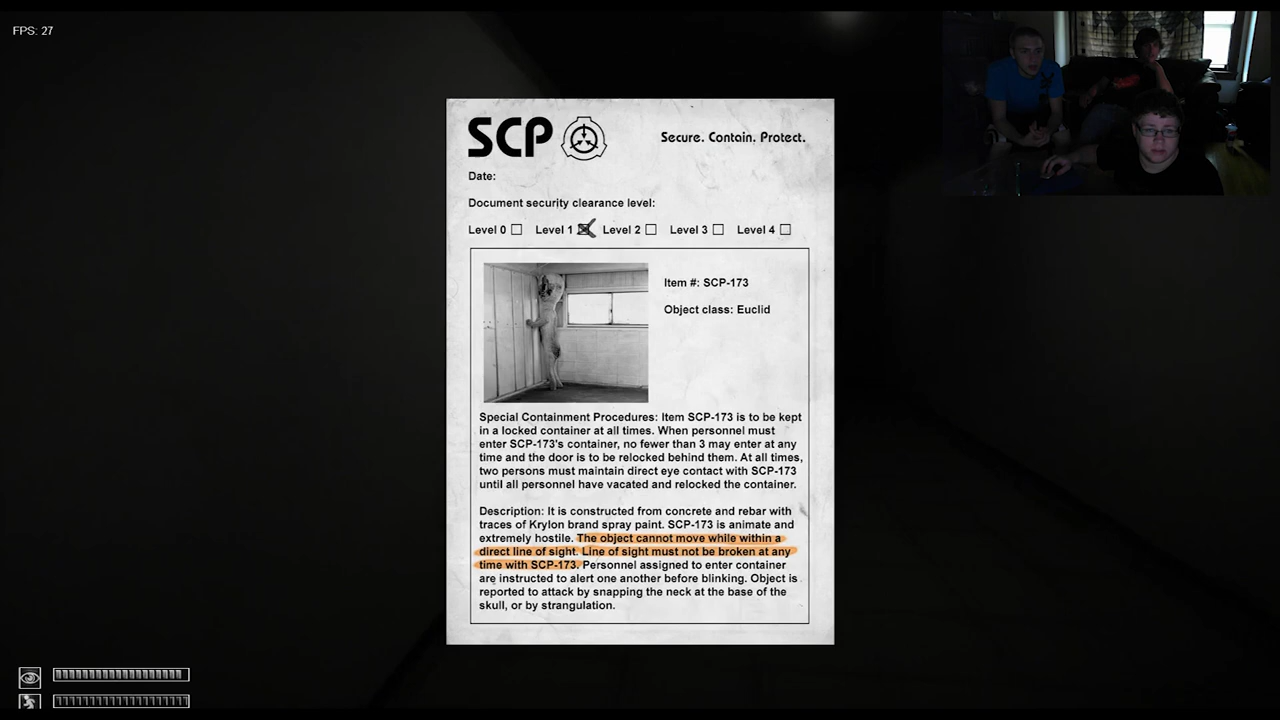 FPS: 27
SCP
Secure. Contain. Protect.
Date:
Document security clearance level:
Level 0 Level 1 Level 2 Level 3 Level 4
Item #: SCP-173
Object class: Euclid
Special Containment Procedures: Item SCP-173 is to be kept
in a locked container at all times. When personnel must
enter SCP-173's container, no fewer than 3 may enter at any
time and the door is to be relocked behind them. At all times,
two persons must maintain direct eye contact with SCP-173
until all personnel have vacated and relocked the container.
Description: It is constructed from concrete and rebar with
traces of Krylon brand spray paint. SCP-173 is animate and
extremely hostile. The object cannot move while within a
direct line of sight. Line of sight must not be broken at any
time with SCP-173. Personnel assigned to enter container
are instructed to alert one another before blinking. Object is
reported to attack by snapping the neck at the base of the
skull, or by strangulation.